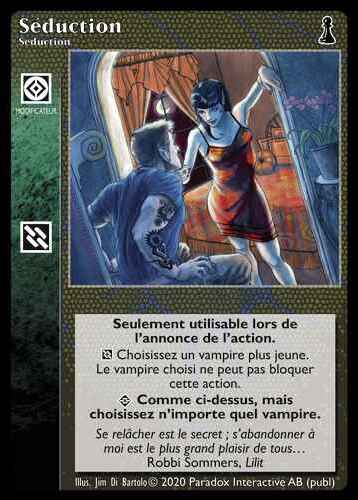 Séduction
Seduction
MODIFICATEUR
Seulement utilisable lors de
l'annonce de l'action.
Choisissez un vampire plus jeune.
Le vampire choisi ne peut pas bloquer
cette action.
Comme ci-dessus, mais
choisissez n'importe quel vampire.
Se relâcher est le secret ; s'abandonner à
moi est le plus grand plaisir de tous…
Robbi Sommers, Lilit
Illus. Jim Di Bartolo © 2020 Paradox Interactive AB (publ)